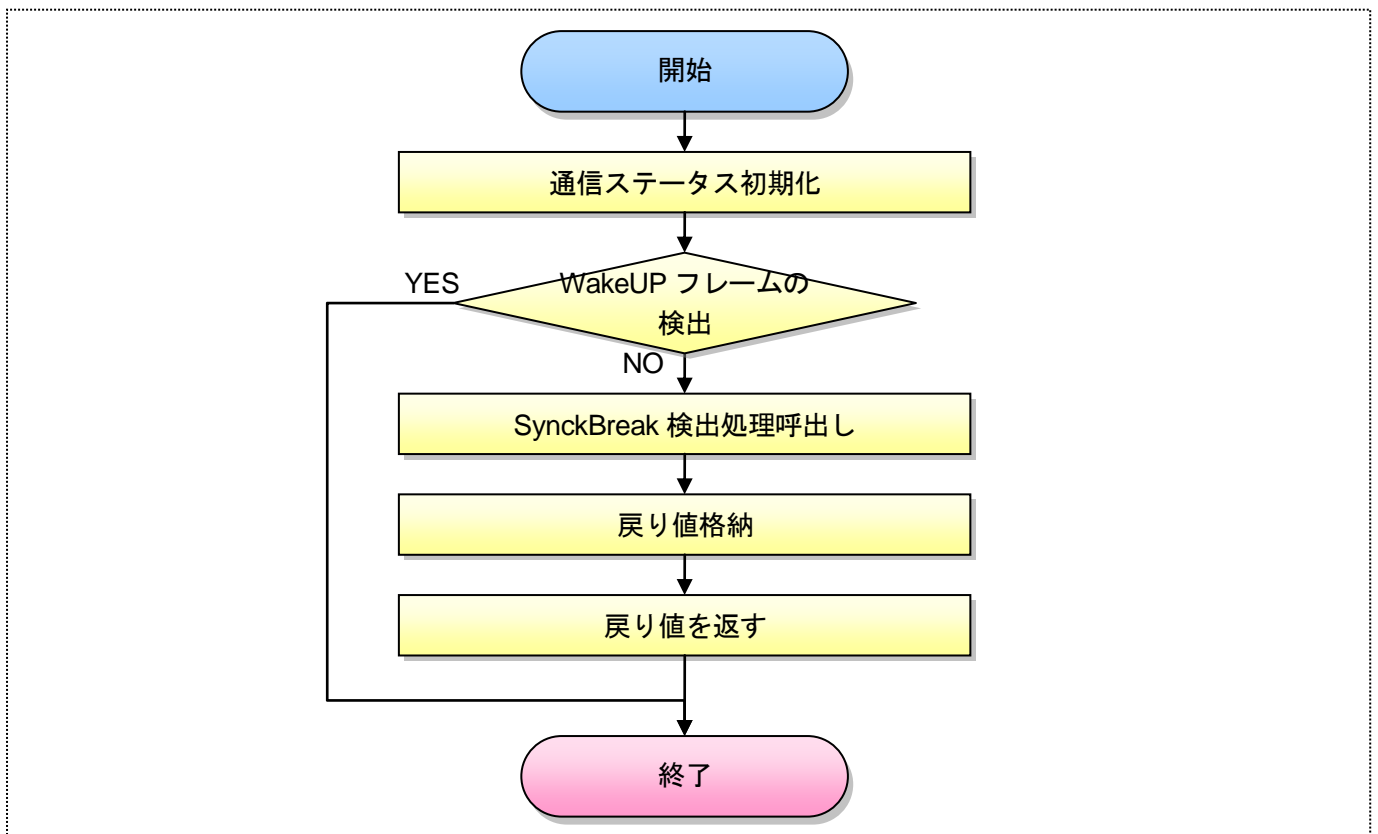 開始
通信ステータス初期化
YES
WakeUP フレームの
検出
NO
SynckBreak 検出処理呼出し
戻り値格納
戻り値を返す
終了